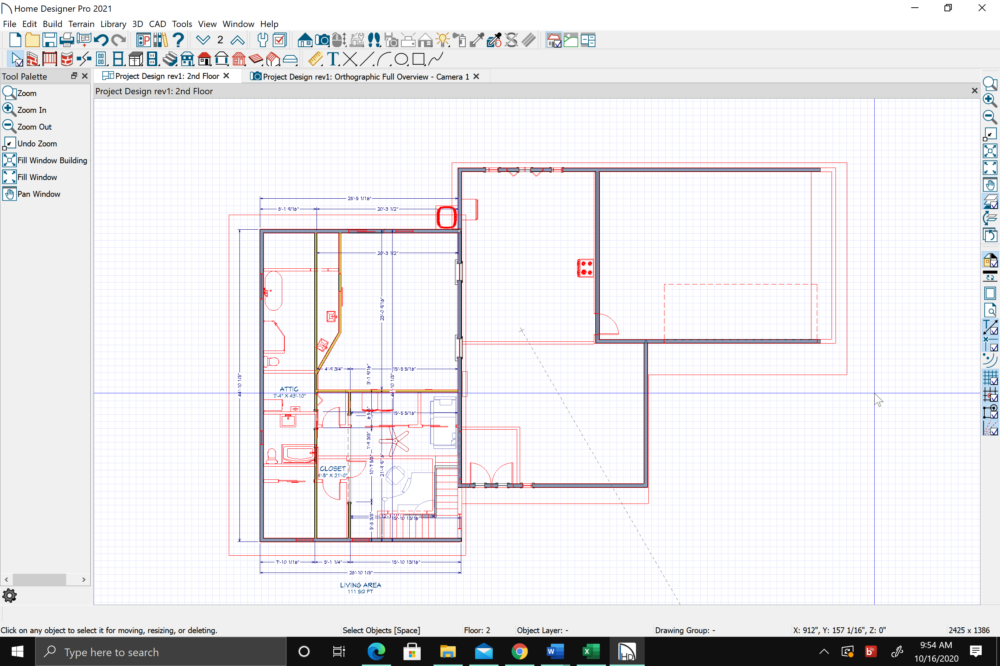 Home Designer Pro 2021
File Edit Build Terrain Library 3D CAD Tools View Window Help
2
Tool Palette
Project Design rev1: 2nd Floor
Project Design rev1: Orthographic Full Overview - Camera 1
Project Design rev1: 2nd Floor
Zoom
Zoom In
Zoom Out
Undo Zoom
Fill Window Building
Fill Window
Pan Window
28'-5 1/16"
8'-1 9/16"
20'-3 1/2"
20'-3 1/2"
23'-0 9/16"
4'-9 3/4"
3'-1 9/16"
15'-5 5/16"
44'-10 1/8"
44'-10 1/8"
ATTIC
7'-4" X 43'-10"
15'-5 5/16"
1'-9 3/8"
10'-7 5/8"
21'-9 9/16"
CLOSET
4'-5" X 21'-0"
5'-8 3/8"
15'-10 13/16"
7'-10 1/16"
5'-1 1/4"
15'-10 13/16"
28'-10 1/8"
LIVING AREA
111 SQ FT
Click on any object to select it for moving, resizing, or deleting.
Select Objects [Space]
Floor: 2
Object Layer: -
Drawing Group: -
X: 912", Y: 157 1/16", Z: 0"
2425 x 1386
Type here to search
9:54 AM
10/16/2020